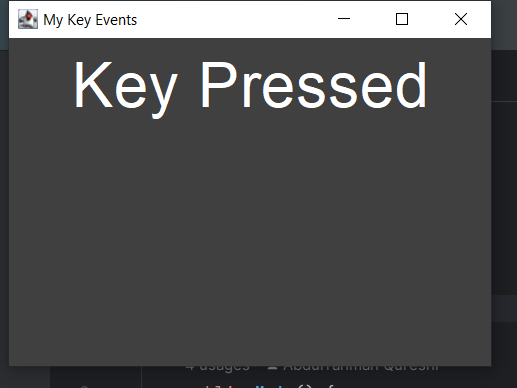 My Key Events
Key Pressed
4 usages Abdurrahman Qureshi